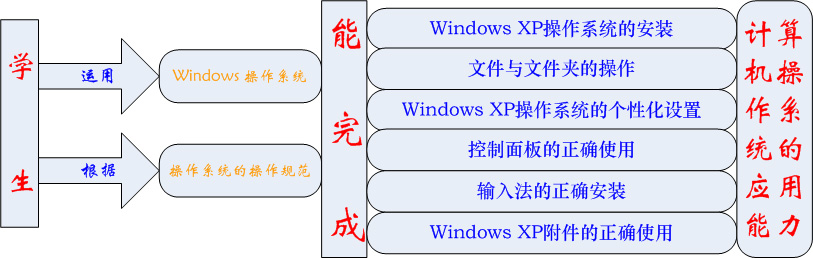 学生
运用
Windows 操作系统
根据
操作系统的操作规范
能完成
Windows XP操作系统的安装
文件与文件夹的操作
Windows XP操作系统的个性化设置
控制面板的正确使用
输入法的正确安装
Windows XP附件的正确使用
计算
机操
作系
统的
应用
能力